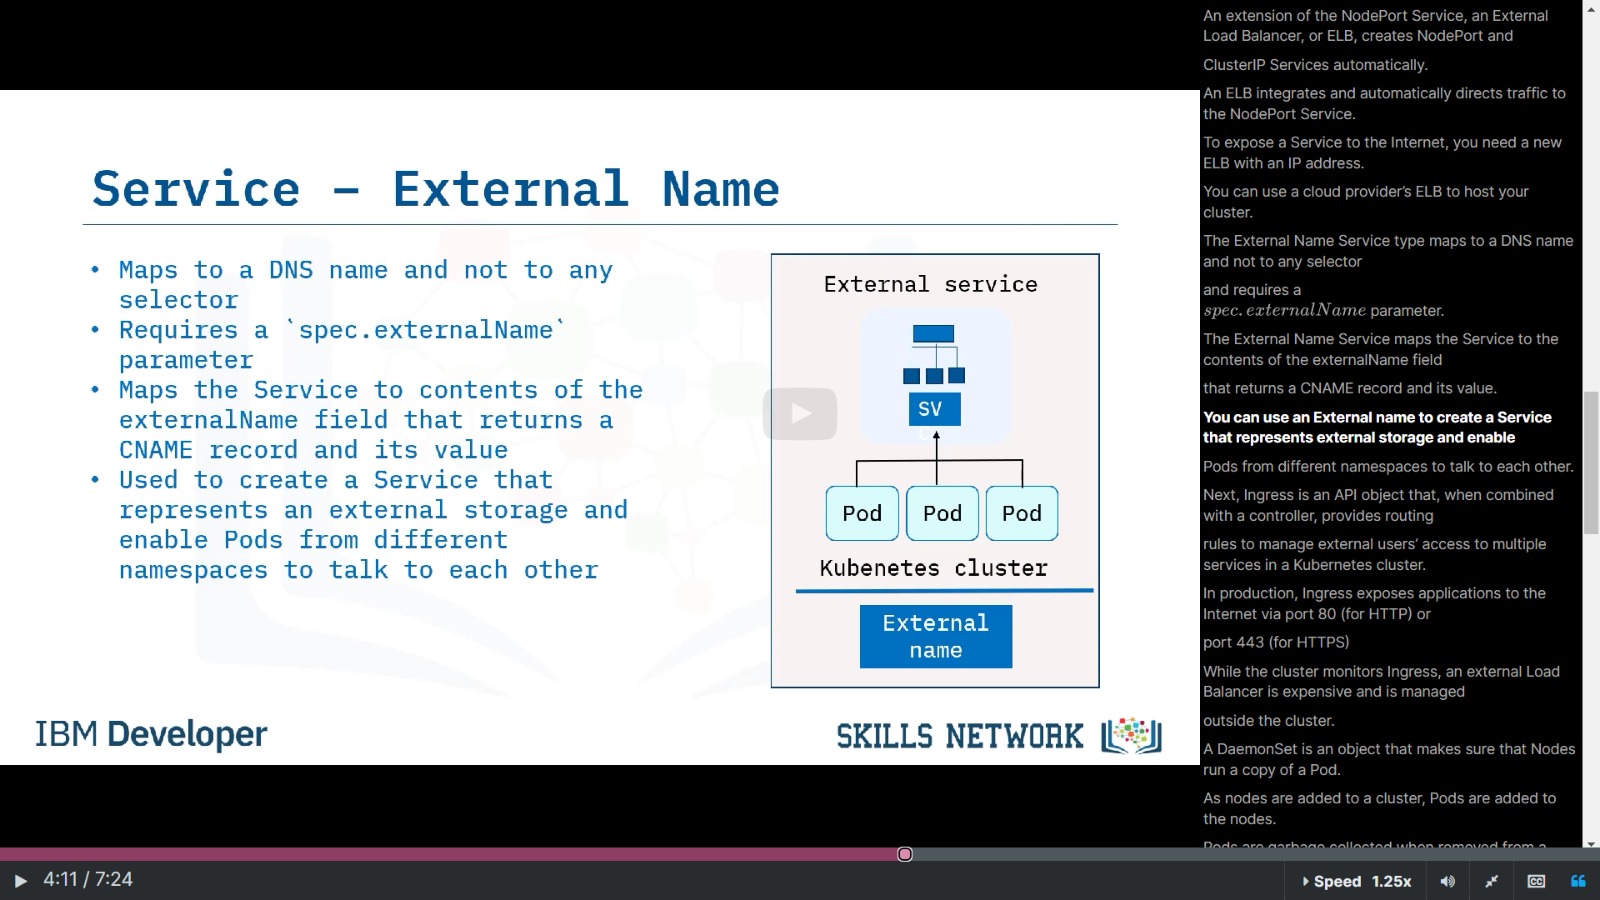 Service – External Name
• Maps to a DNS name and not to any
selector
• Requires a `spec.externalName`
parameter
• Maps the Service to contents of the
externalName field that returns a
CNAME record and its value
• Used to create a Service that
represents an external storage and
enable Pods from different
namespaces to talk to each other
External service
SV
Pod Pod Pod
Kubenetes cluster
External
name
IBM Developer
SKILLS NETWORK
An extension of the NodePort Service, an External
Load Balancer, or ELB, creates NodePort and
ClusterIP Services automatically.
An ELB integrates and automatically directs traffic to
the NodePort Service.
To expose a Service to the Internet, you need a new
ELB with an IP address.
You can use a cloud provider’s ELB to host your
cluster.
The External Name Service type maps to a DNS name
and not to any selector
and requires a
spec.externalName parameter.
The External Name Service maps the Service to the
contents of the externalName field
that returns a CNAME record and its value.
You can use an External name to create a Service
that represents external storage and enable
Pods from different namespaces to talk to each other.
Next, Ingress is an API object that, when combined
with a controller, provides routing
rules to manage external users’ access to multiple
services in a Kubernetes cluster.
In production, Ingress exposes applications to the
Internet via port 80 (for HTTP) or
port 443 (for HTTPS)
While the cluster monitors Ingress, an external Load
Balancer is expensive and is managed
outside the cluster.
A DaemonSet is an object that makes sure that Nodes
run a copy of a Pod.
As nodes are added to a cluster, Pods are added to
the nodes.
Pods are garbage collected when removed from a
4:11 / 7:24
Speed 1.25x
CC